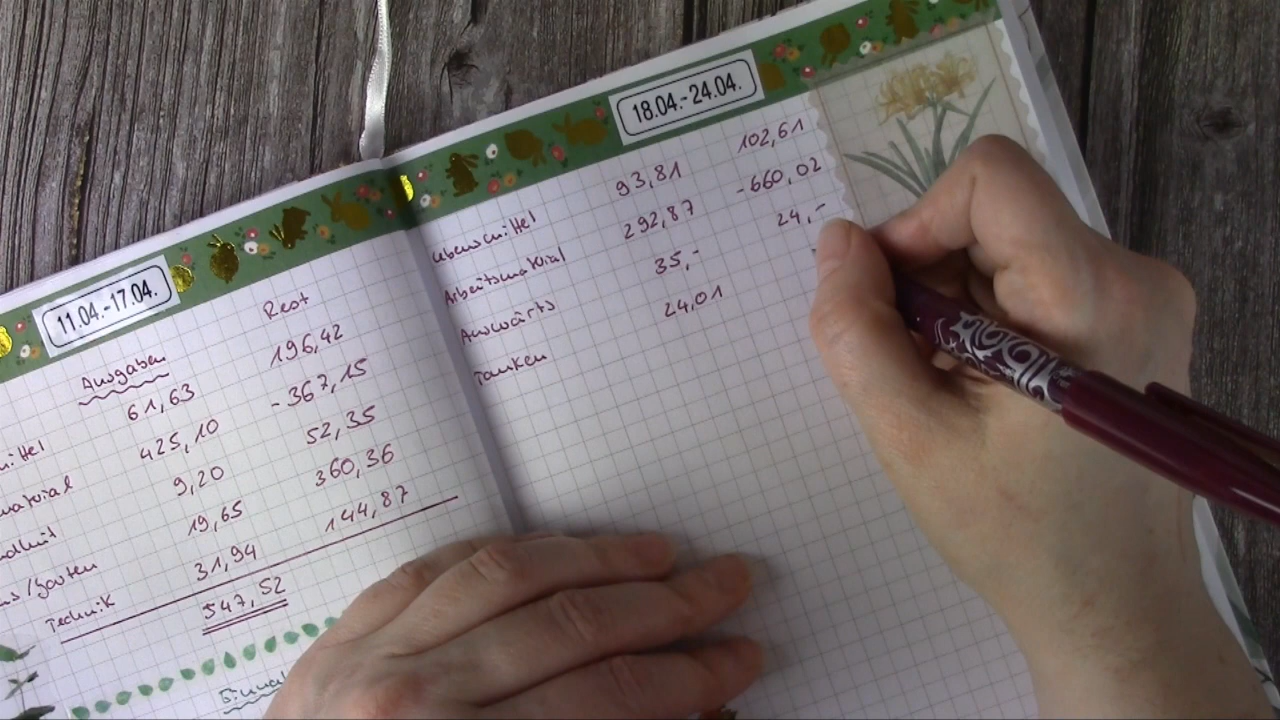 11.04.-17.04.
Ausgaben Rest
61,63 196,42
425,10 -367,15
9,20 52,35
19,65 360,36
Technik 31,94 144,87
547,52
18.04.-24.04.
93,81 102,61
Arbeitsmaterial 292,87 -660,02
Auswärts 35,- 24,-
Tanken 24,01